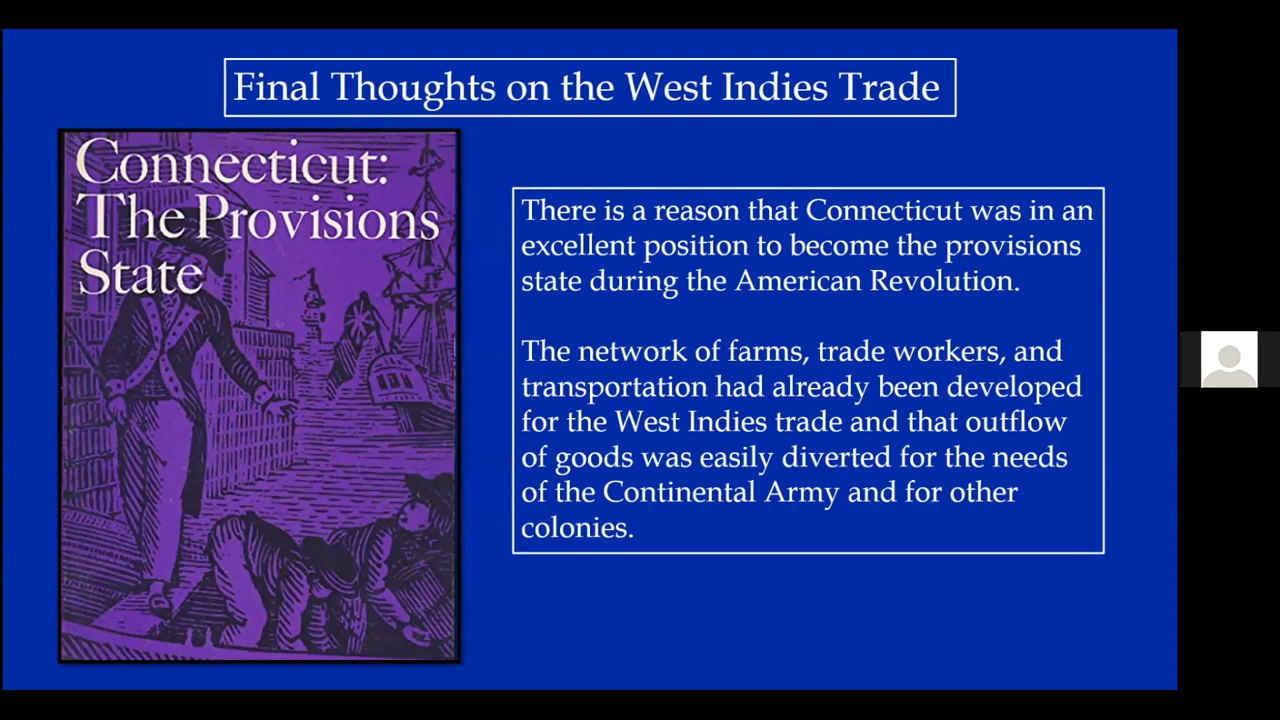 Final Thoughts on the West Indies Trade
Connecticut:
The Provisions
State
There is a reason that Connecticut was in an
excellent position to become the provisions
state during the American Revolution.
The network of farms, trade workers, and
transportation had already been developed
for the West Indies trade and that outflow
of goods was easily diverted for the needs
of the Continental Army and for other
colonies.